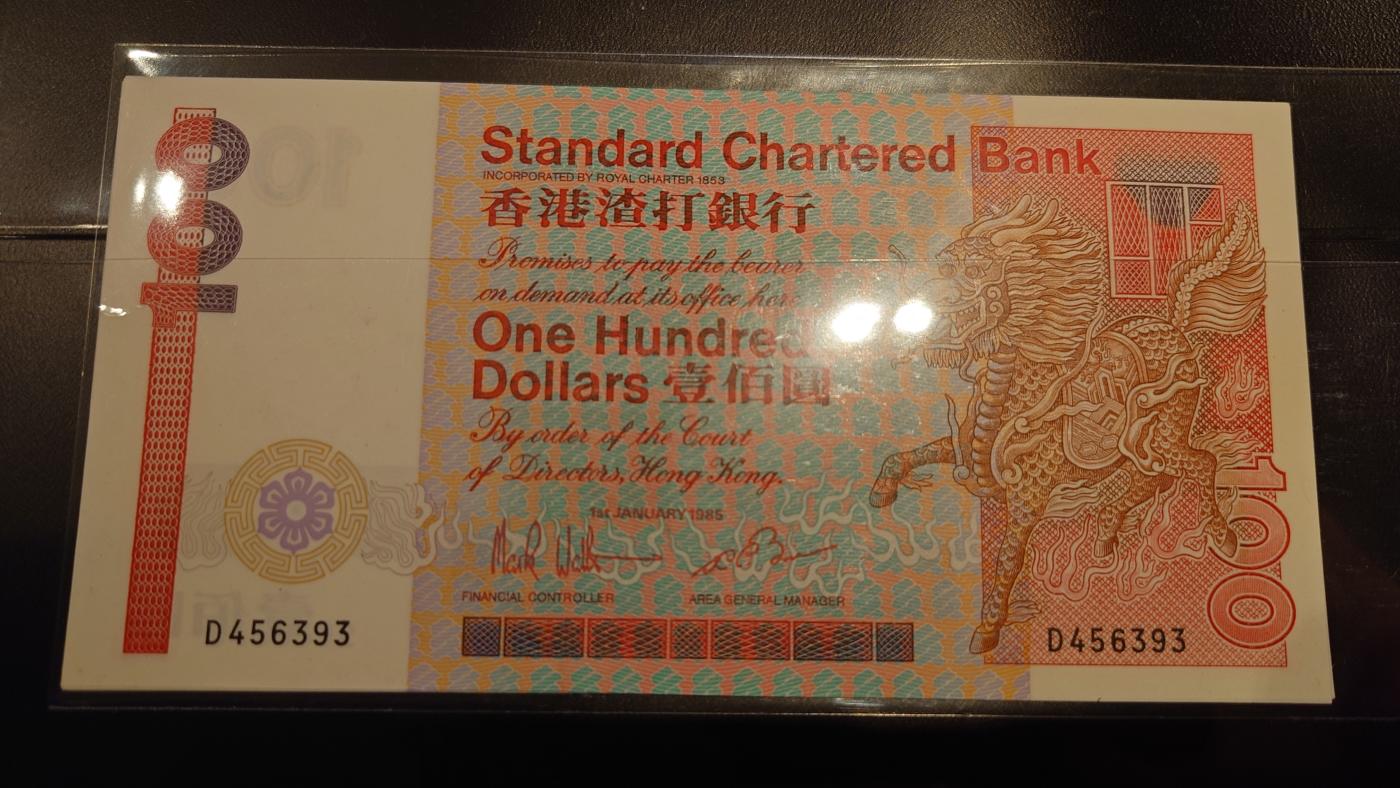 100
Standard Chartered Bank
INCORPORATED BY ROYAL CHARTER 1853
香港渣打銀行
Promises to pay the bearer
on demand at its office here
One Hundred
Dollars 壹佰圓
By order of the Court
of Directors, Hong Kong.
1st JANUARY 1985
FINANCIAL CONTROLLER AREA GENERAL MANAGER
D456393 D456393
100